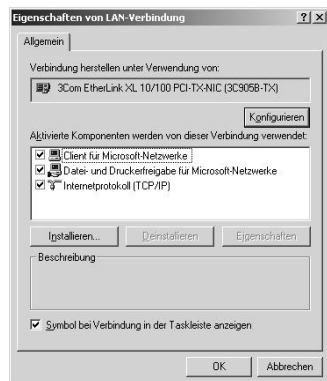 Eigenschaften von LAN-Verbindung
Allgemein
Verbindung herstellen unter Verwendung von:
3Com EtherLink XL 10/100 PCI-TX-NIC (3C905B-TX)
Konfigurieren
Aktivierte Komponenten werden von dieser Verbindung verwendet:
Client für Microsoft-Netzwerke
Datei- und Druckerfreigabe für Microsoft-Netzwerke
Internetprotokoll (TCP/IP)
Installieren... Deinstallieren Eigenschaften
Beschreibung
Symbol bei Verbindung in der Taskleiste anzeigen
OK Abbrechen